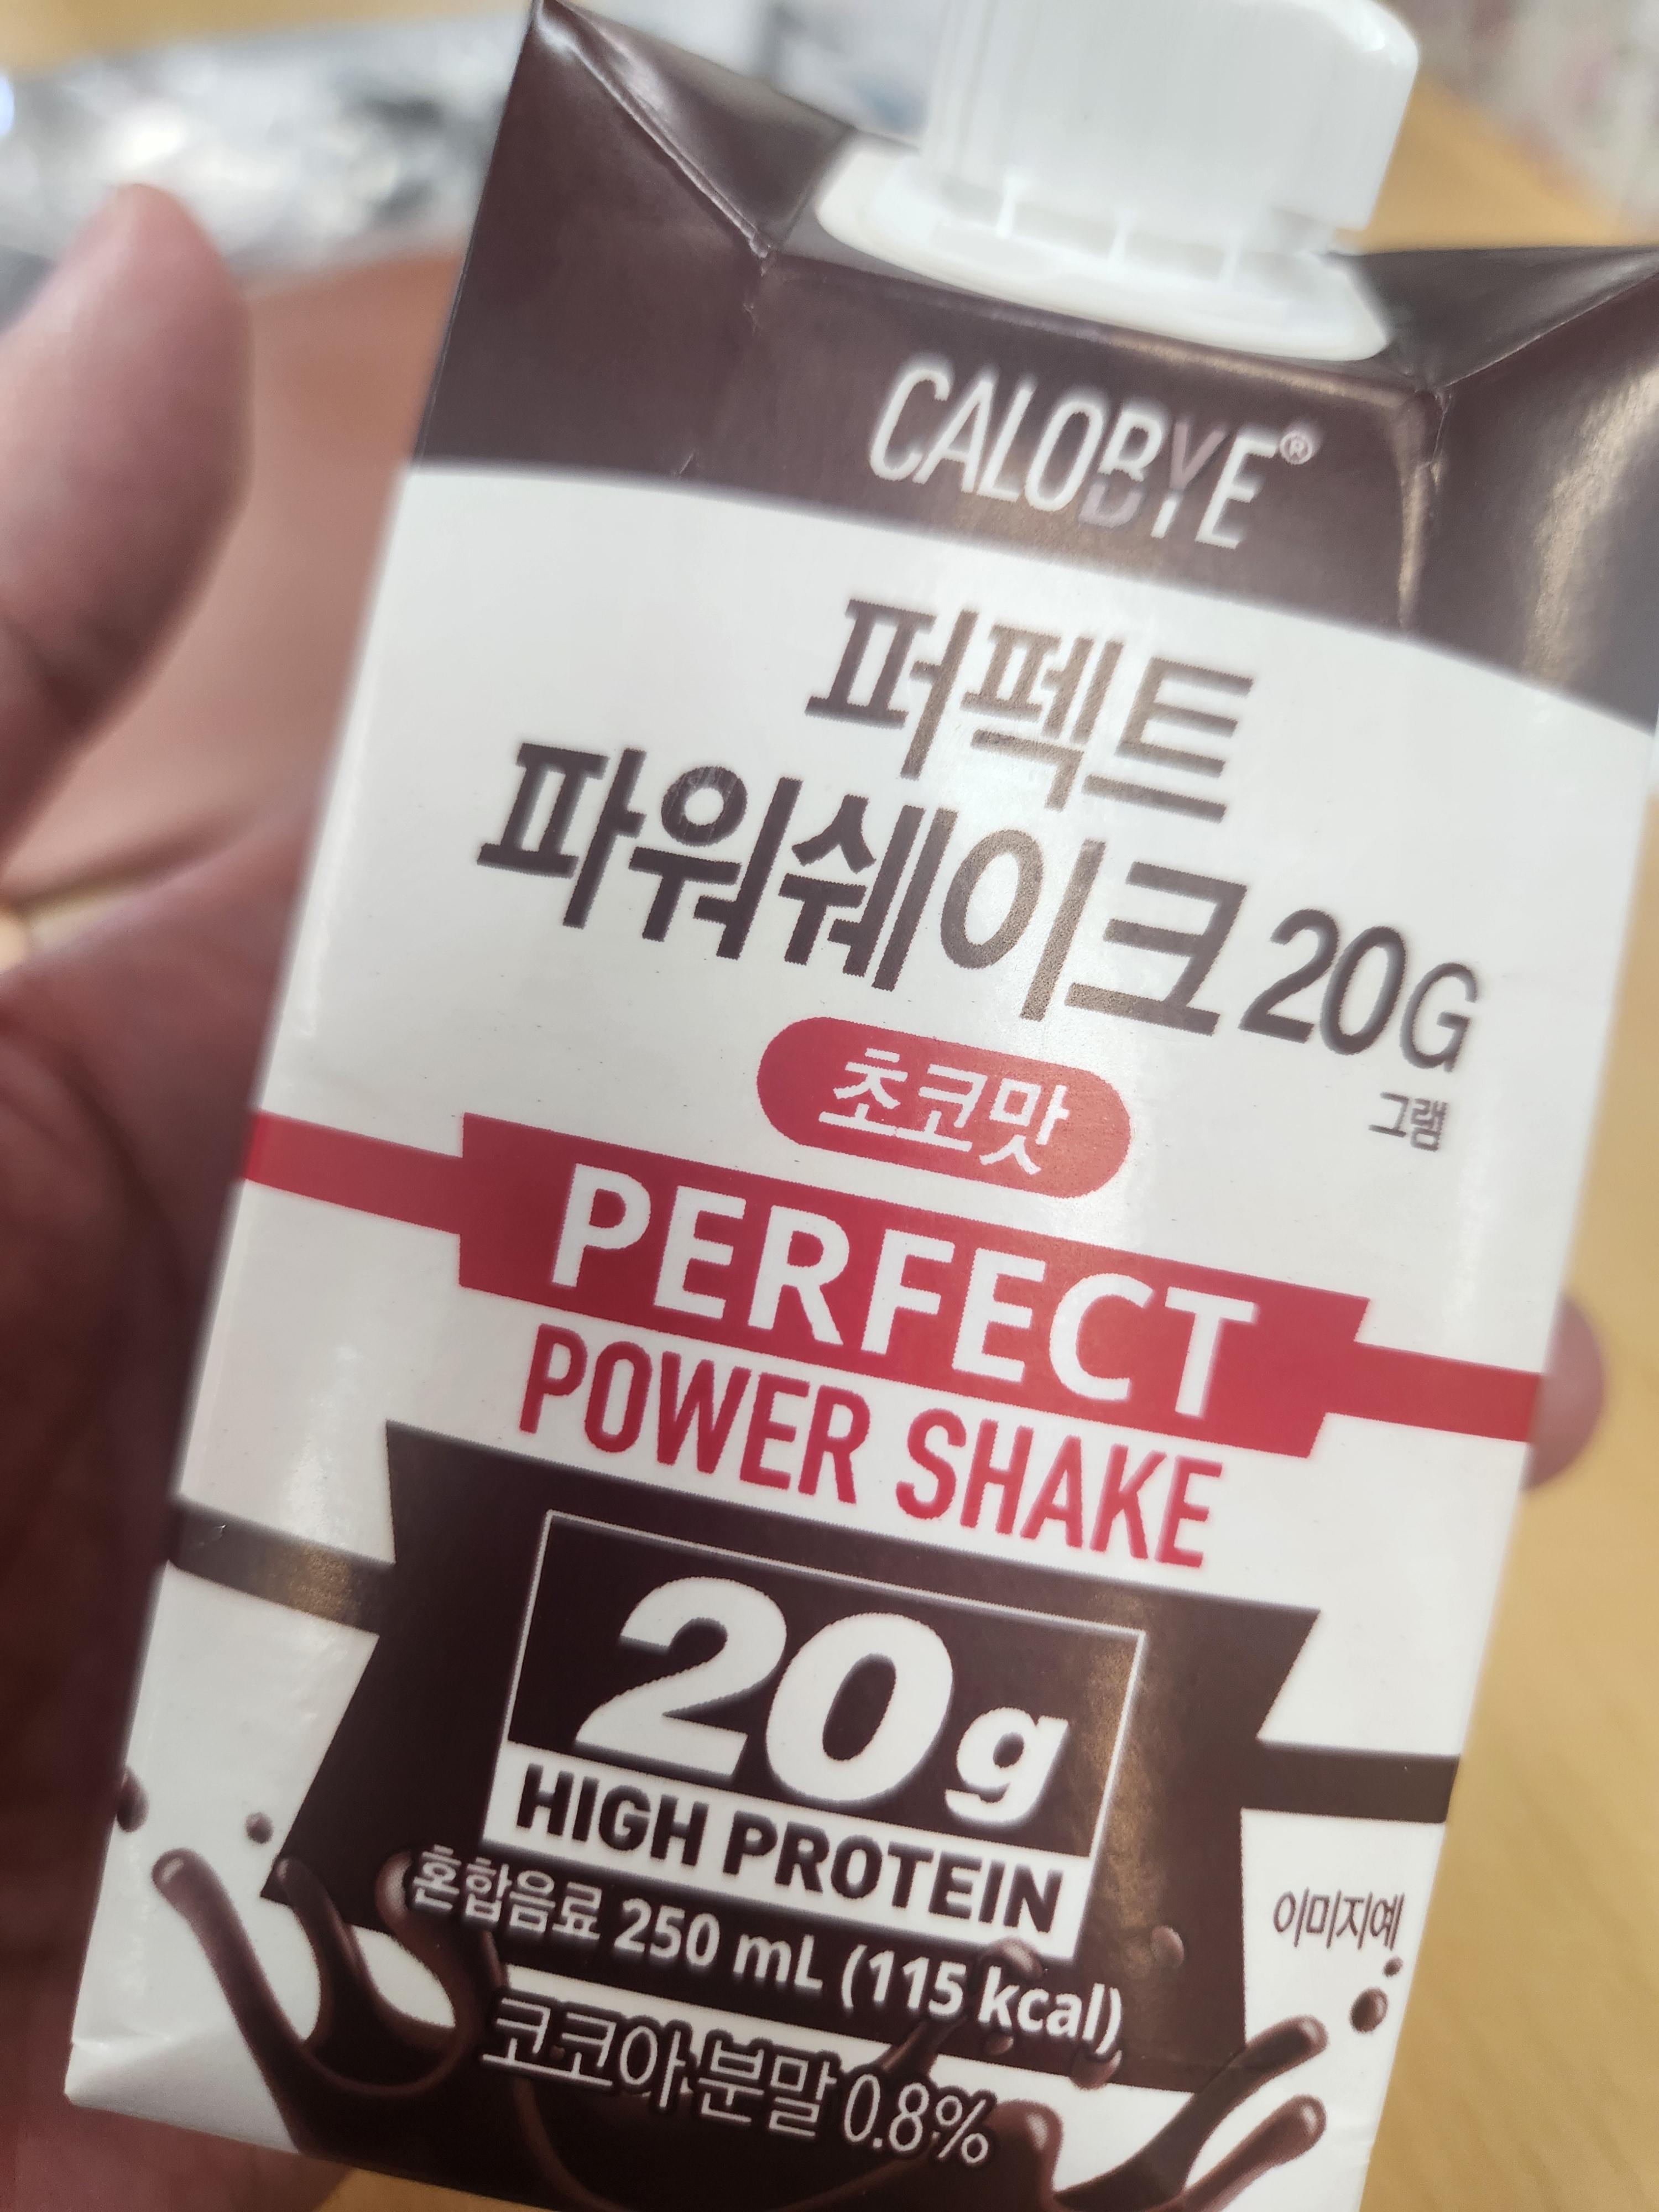 CALOBYE®
퍼펙트
파워쉐이크 20G
그램
초코맛
PERFECT
POWER SHAKE
20g
HIGH PROTEIN
혼합음료 250 mL (115 kcal)
이미지예
코코아분말 0.8%